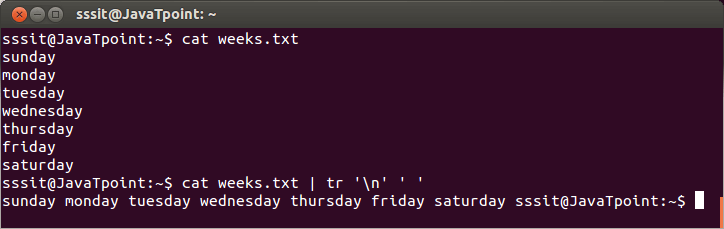 sssit@JavaTpoint: ~
sssit@JavaTpoint:~$ cat weeks.txt
sunday
monday
tuesday
wednesday
thursday
friday
saturday
sssit@JavaTpoint:~$ cat weeks.txt | tr '\n' ' '
sunday monday tuesday wednesday thursday friday saturday sssit@JavaTpoint:~$